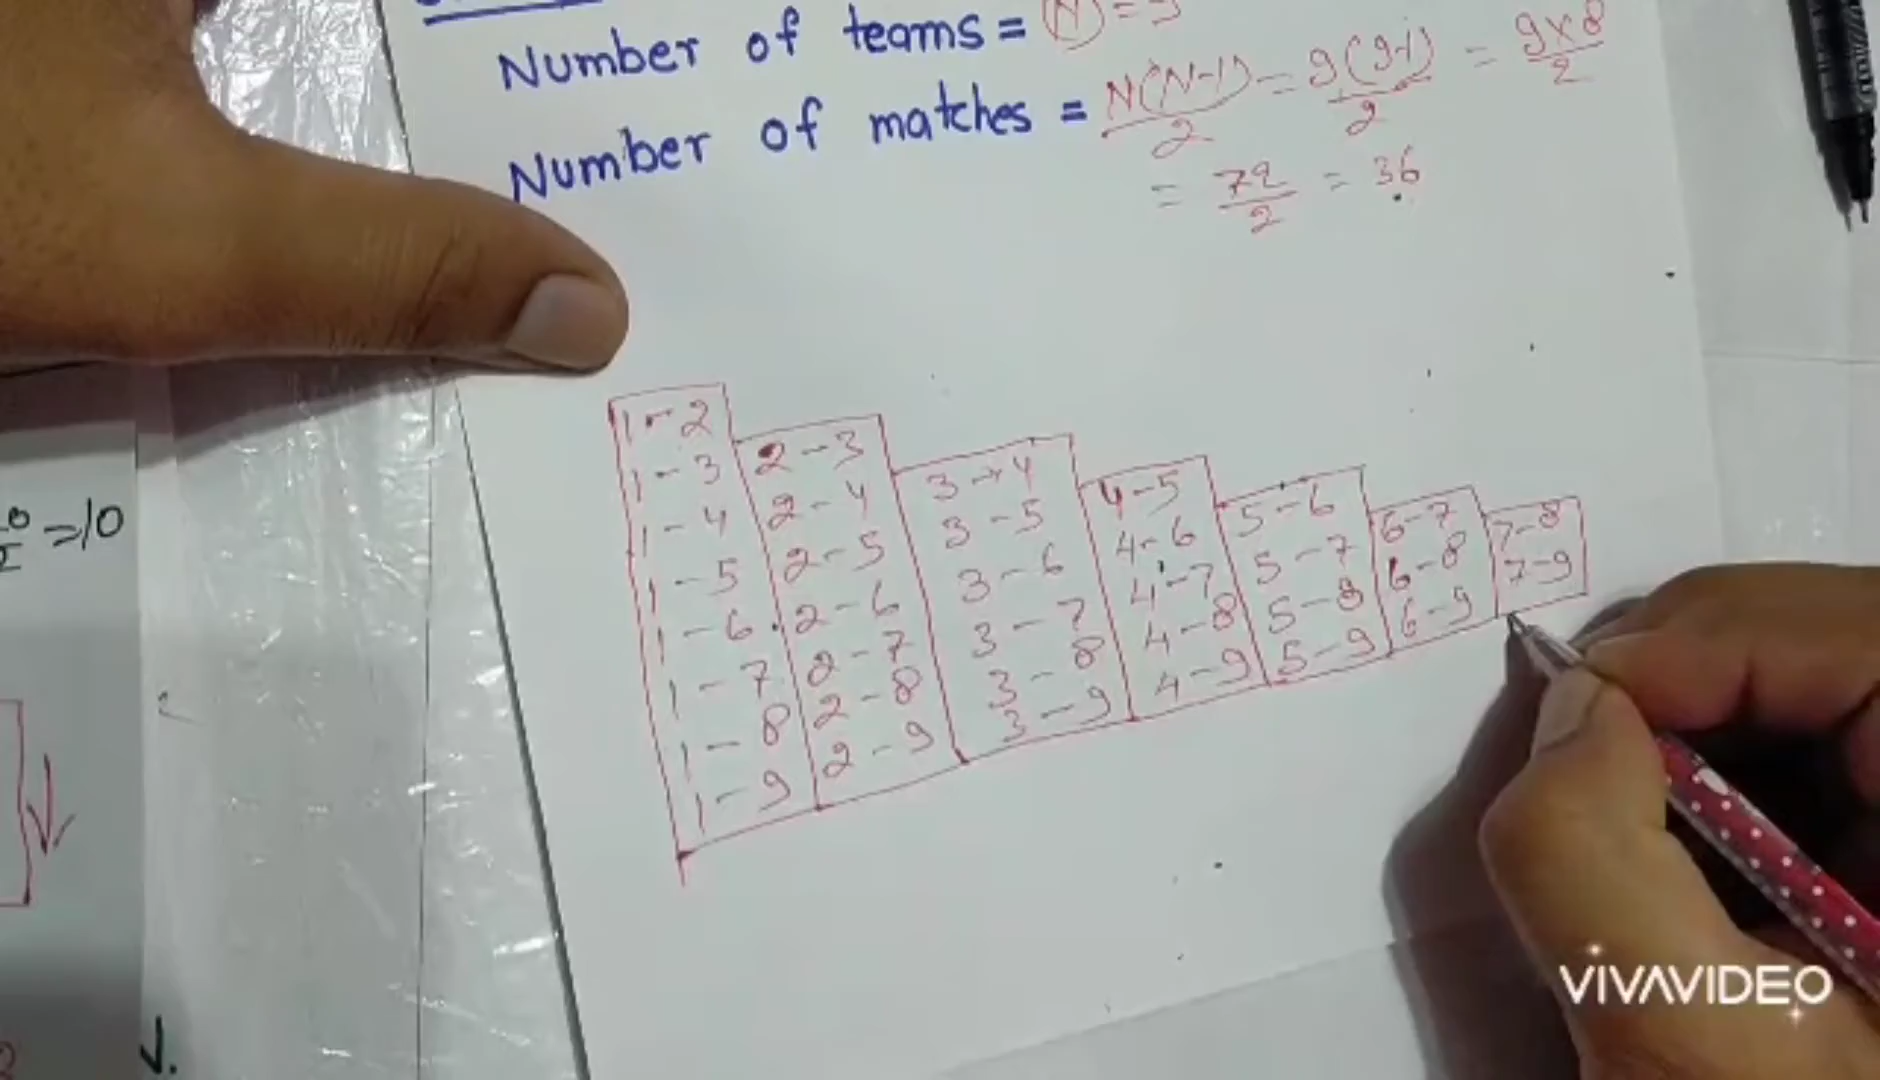 Number of teams = (N) = 9
Number of matches = N(N-1)/2 = 9(9-1)/2 = 9×8/2
= 72/2 = 36
1-2
1-3 2-3
1-4 2-4 3-4 4-5
1-5 2-5 3-5 4-6 5-6 6-7 7-8
1-6 2-6 3-6 4-7 5-7 6-8 7-9
1-7 2-7 3-7 4-8 5-8 6-9
1-8 2-8 3-8 4-9 5-9
1-9 2-9 3-9
=10
VIVAVIDEO